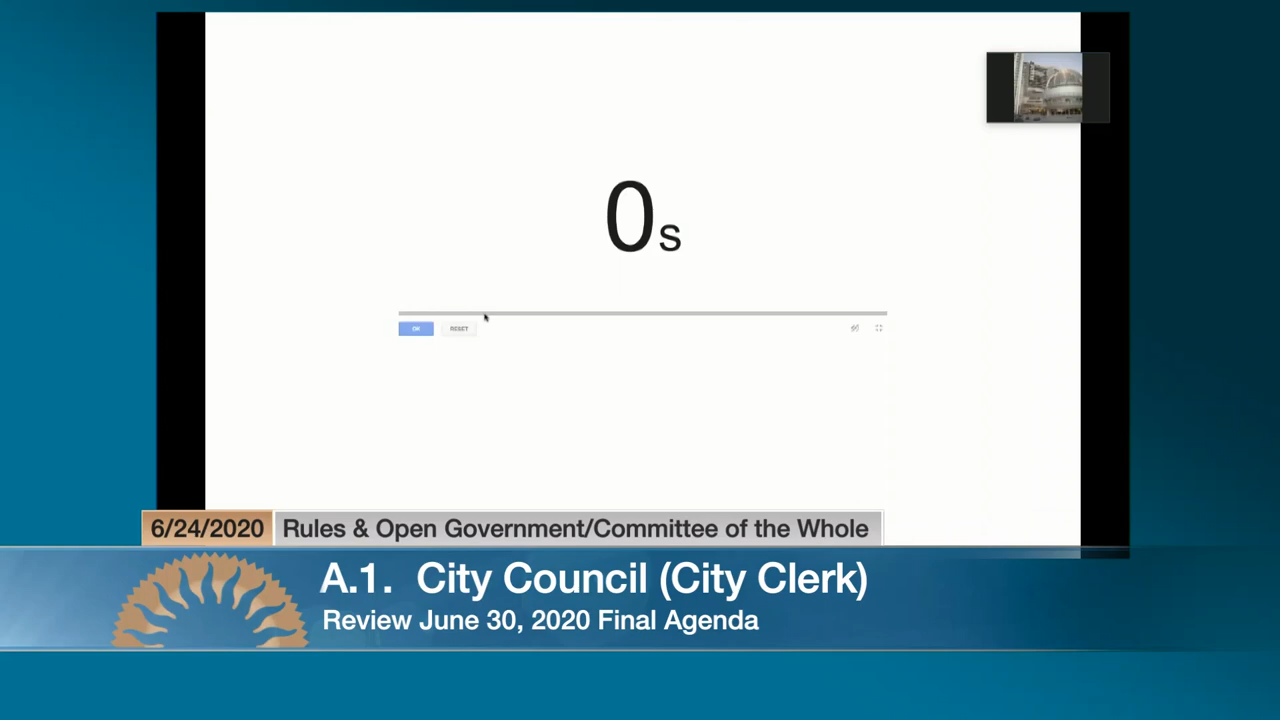 0s
OK
RESET
6/24/2020
Rules & Open Government/Committee of the Whole
A.1. City Council (City Clerk)
Review June 30, 2020 Final Agenda